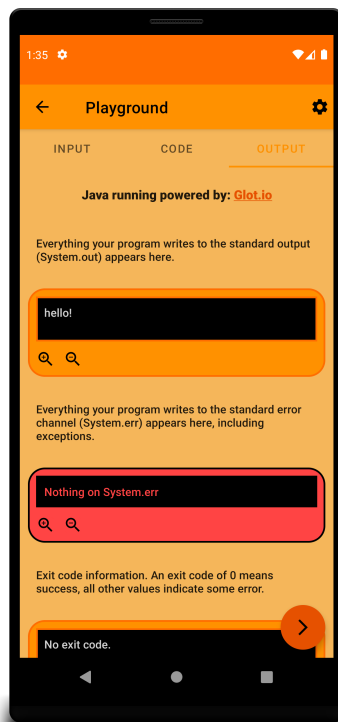 1:35
Playground
INPUT CODE OUTPUT
Java running powered by: Glot.io
Everything your program writes to the standard output
(System.out) appears here.
hello!
Everything your program writes to the standard error
channel (System.err) appears here, including
exceptions.
Nothing on System.err
Exit code information. An exit code of 0 means
success, all other values indicate some error.
No exit code.